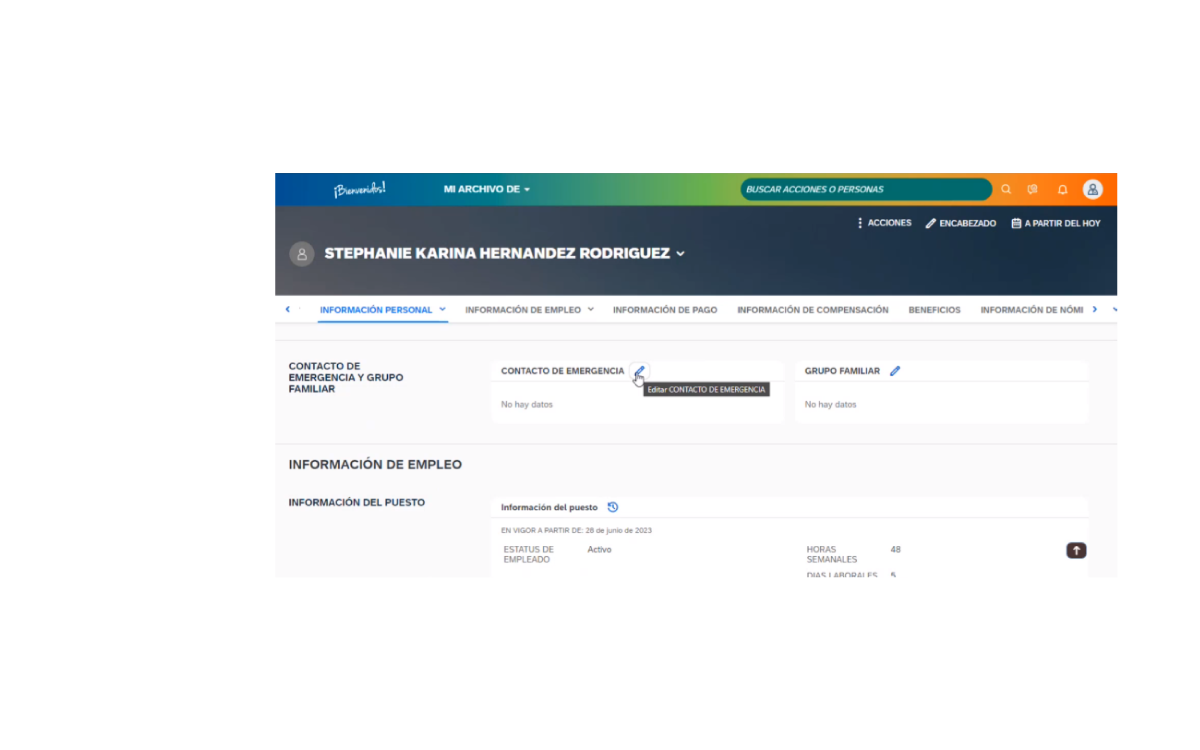 ¡Bienvenidos!
MI ARCHIVO DE
BUSCAR ACCIONES O PERSONAS
ACCIONES
ENCABEZADO
A PARTIR DEL HOY
STEPHANIE KARINA HERNANDEZ RODRIGUEZ
INFORMACIÓN PERSONAL
INFORMACIÓN DE EMPLEO
INFORMACIÓN DE PAGO
INFORMACIÓN DE COMPENSACIÓN
BENEFICIOS
INFORMACIÓN DE NÓMI
CONTACTO DE
EMERGENCIA Y GRUPO
FAMILIAR
CONTACTO DE EMERGENCIA
Editar CONTACTO DE EMERGENCIA
No hay datos
GRUPO FAMILIAR
No hay datos
INFORMACIÓN DE EMPLEO
INFORMACIÓN DEL PUESTO
Información del puesto
EN VIGOR A PARTIR DE: 28 de junio de 2023
ESTATUS DE
EMPLEADO
Activo
HORAS
SEMANALES
48
DIAS LABORALES
5